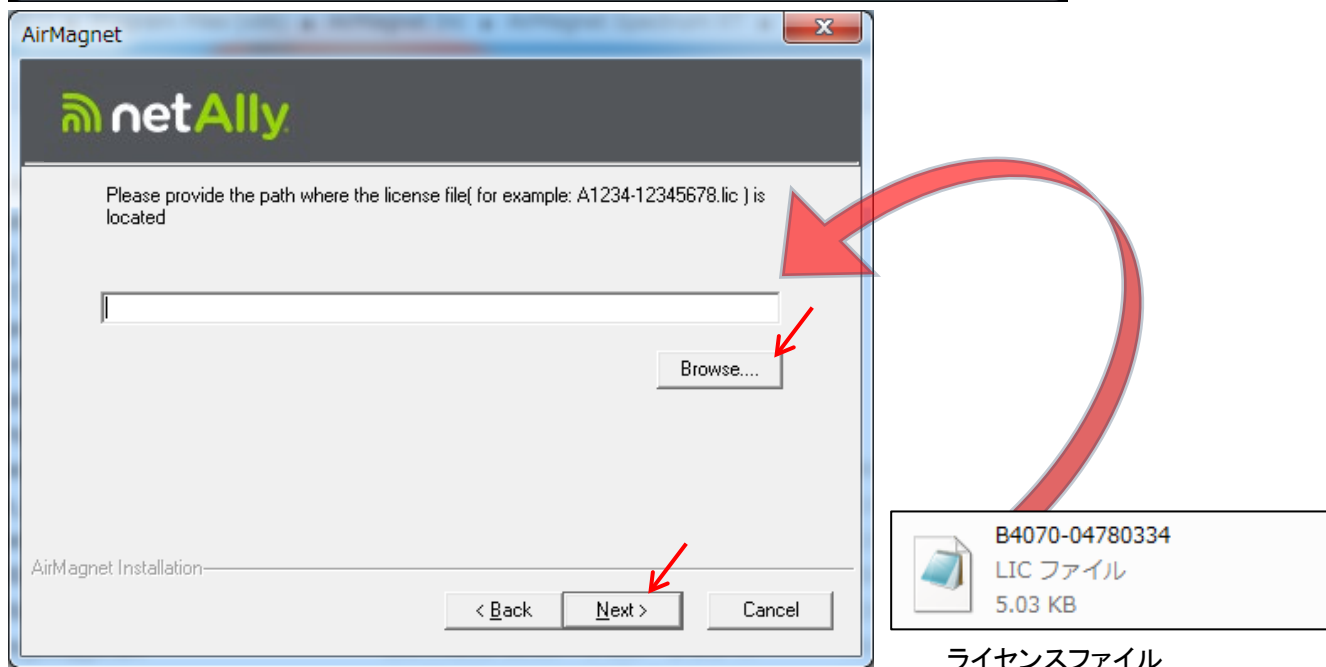 AirMagnet
netAlly
Please provide the path where the license file( for example: A1234-12345678.lic ) is
located
Browse....
AirMagnet Installation
< Back
Next >
Cancel
B4070-04780334
LIC ファイル
5.03 KB
ライセンスファイル